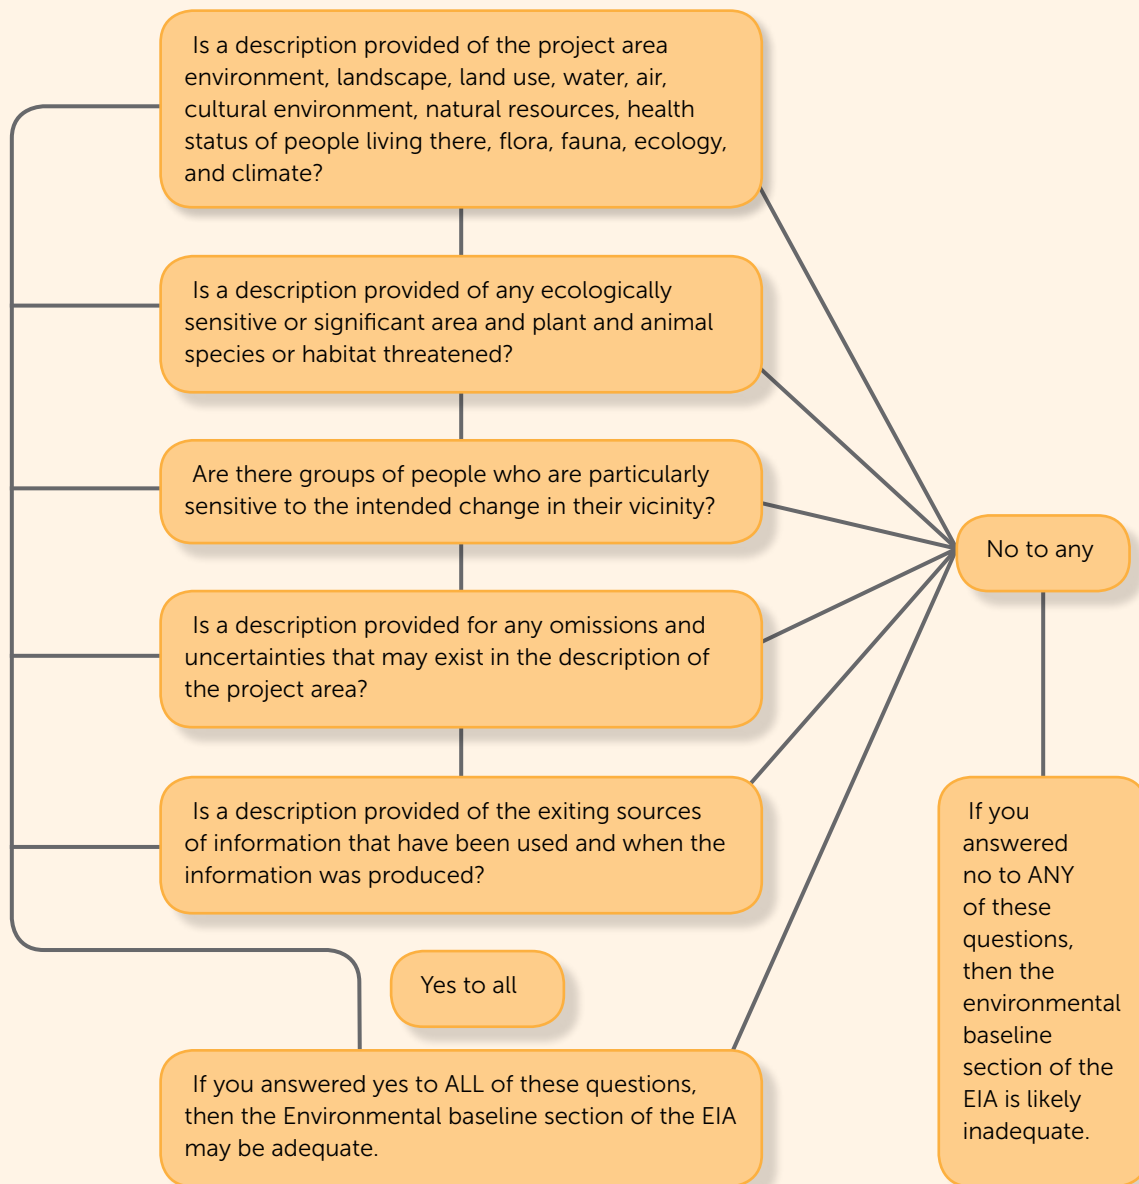 Is a description provided of the project area
environment, landscape, land use, water, air,
cultural environment, natural resources, health
status of people living there, flora, fauna, ecology,
and climate?
Is a description provided of any ecologically
sensitive or significant area and plant and animal
species or habitat threatened?
Are there groups of people who are particularly
sensitive to the intended change in their vicinity?
No to any
Is a description provided for any omissions and
uncertainties that may exist in the description of
the project area?
Is a description provided of the exiting sources
of information that have been used and when the
information was produced?
If you
answered
no to ANY
of these
questions,
then the
environmental
baseline
section of the
EIA is likely
inadequate.
Yes to all
If you answered yes to ALL of these questions,
then the Environmental baseline section of the EIA
may be adequate.